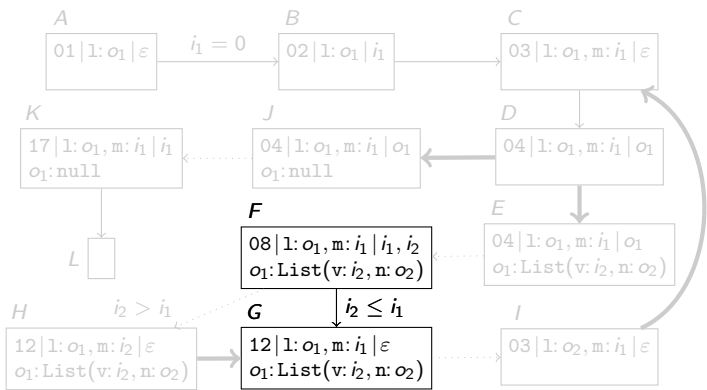 A
B
C
01 | l: o₁ | ε
i₁ = 0
02 | l: o₁ | i₁
03 | l: o₁, m: i₁ | ε
K
J
D
17 | l: o₁, m: i₁ | i₁
o₁: null
04 | l: o₁, m: i₁ | o₁
o₁: null
04 | l: o₁, m: i₁ | o₁
F
E
L
08 | l: o₁, m: i₁ | i₁, i₂
o₁: List(v: i₂, n: o₂)
04 | l: o₁, m: i₁ | o₁
o₁: List(v: i₂, n: o₂)
H
i₂ > i₁
G
i₂ ≤ i₁
I
12 | l: o₁, m: i₂ | ε
o₁: List(v: i₂, n: o₂)
12 | l: o₁, m: i₁ | ε
o₁: List(v: i₂, n: o₂)
03 | l: o₂, m: i₁ | ε